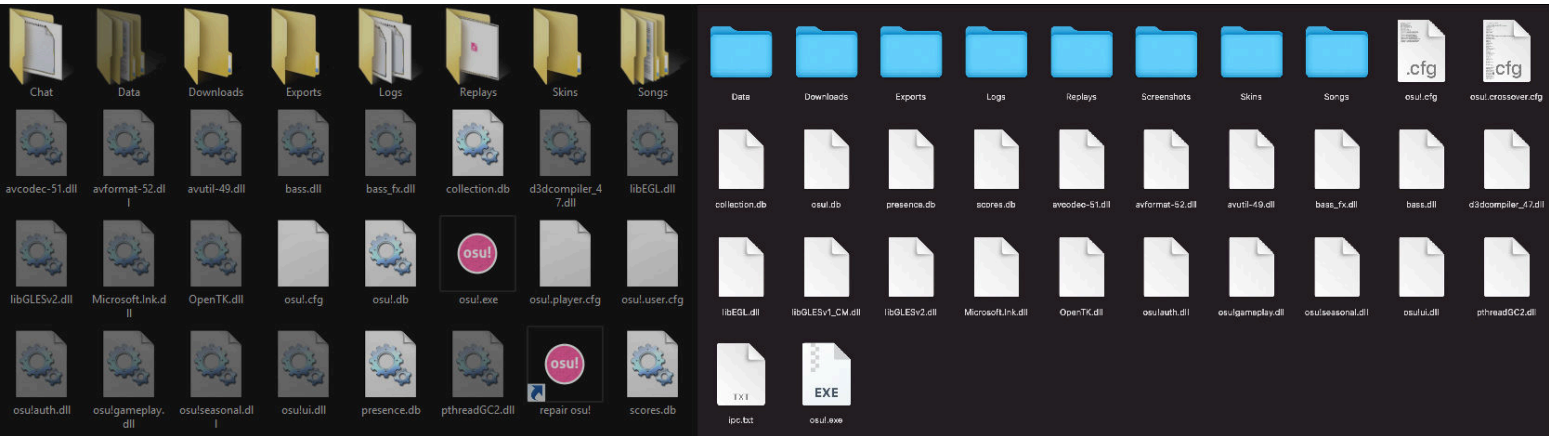 Chat
Data
Downloads
Exports
Logs
Replays
Skins
Songs
avcodec-51.dll
avformat-52.dl
l
avutil-49.dll
bass.dll
bass_fx.dll
collection.db
d3dcompiler_4
7.dll
libEGL.dll
libGLESv2.dll
Microsoft.Ink.d
ll
OpenTK.dll
osu!.cfg
osu!.db
osu!
osu!.exe
osu!.player.cfg
osu!.user.cfg
osu!auth.dll
osu!gameplay.
dll
osu!seasonal.dl
l
osu!ui.dll
presence.db
pthreadGC2.dll
osu!
repair osu!
scores.db
Data
Downloads
Exports
Logs
Replays
Screenshots
Skins
Songs
.cfg
osu!.cfg
.cfg
osu!.crossover.cfg
collection.db
osu!.db
presence.db
scores.db
avcodec-51.dll
avformat-52.dll
avutil-49.dll
bass_fx.dll
bass.dll
d3dcompiler_47.dll
libEGL.dll
libGLESv1_CM.dll
libGLESv2.dll
Microsoft.Ink.dll
OpenTK.dll
osu!auth.dll
osu!gameplay.dll
osu!seasonal.dll
osu!ui.dll
pthreadGC2.dll
TXT
ipc.txt
EXE
osu!.exe